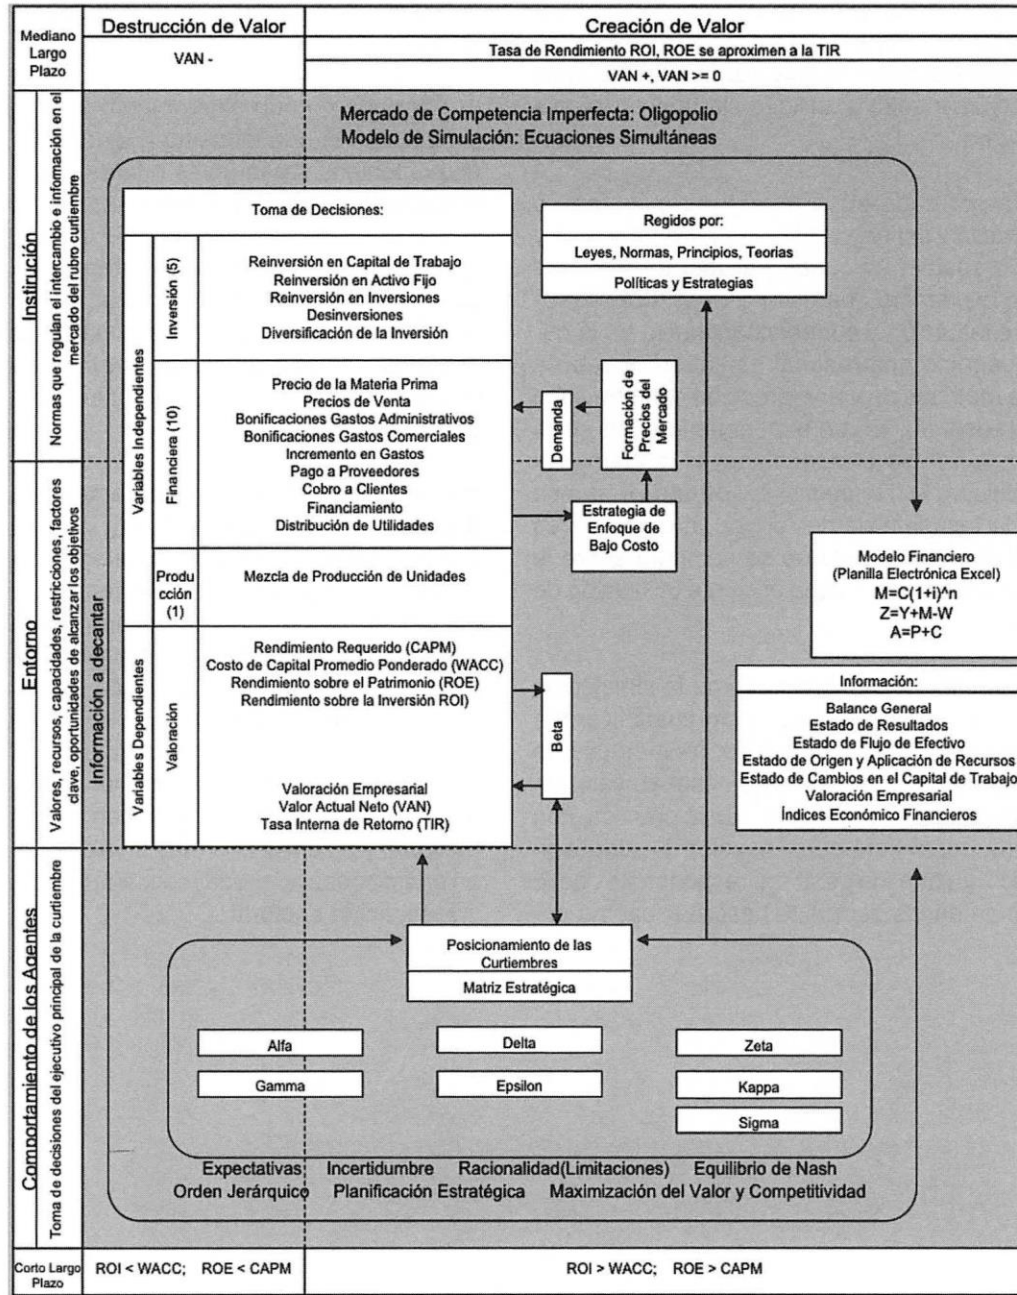 Mediano
Largo
Plazo
Destrucción de Valor
VAN -
Creación de Valor
Tasa de Rendimiento ROI, ROE se aproximen a la TIR
VAN +, VAN >= 0
Institución
Normas que regulan el intercambio e información en el
mercado del rubro curtiembre
Entorno
Valores, recursos, capacidades, restricciones, factores
clave, oportunidades de alcanzar los objetivos
Comportamiento de los Agentes
Toma de decisiones del ejecutivo principal de la curtiembre
Información a decantar
Mercado de Competencia Imperfecta: Oligopolio
Modelo de Simulación: Ecuaciones Simultáneas
Toma de Decisiones:
Variables Independientes
Inversión (5)
Reinversión en Capital de Trabajo
Reinversión en Activo Fijo
Reinversión en Inversiones
Desinversiones
Diversificación de la Inversión
Financiera (10)
Precio de la Materia Prima
Precios de Venta
Bonificaciones Gastos Administrativos
Bonificaciones Gastos Comerciales
Incremento en Gastos
Pago a Proveedores
Cobro a Clientes
Financiamiento
Distribución de Utilidades
Produ
cción
(1)
Mezcla de Producción de Unidades
Variables Dependientes
Valoración
Rendimiento Requerido (CAPM)
Costo de Capital Promedio Ponderado (WACC)
Rendimiento sobre el Patrimonio (ROE)
Rendimiento sobre la Inversión ROI)
Valoración Empresarial
Valor Actual Neto (VAN)
Tasa Interna de Retorno (TIR)
Regidos por:
Leyes, Normas, Principios, Teorías
Políticas y Estrategias
Demanda
Formación de
Precios del
Mercado
Estrategia de
Enfoque de
Bajo Costo
Beta
Modelo Financiero
(Planilla Electrónica Excel)
M=C(1+i)^n
Z=Y+M-W
A=P+C
Información:
Balance General
Estado de Resultados
Estado de Flujo de Efectivo
Estado de Origen y Aplicación de Recursos
Estado de Cambios en el Capital de Trabajo
Valoración Empresarial
Índices Económico Financieros
Posicionamiento de las
Curtiembres
Matriz Estratégica
Alfa
Delta
Zeta
Gamma
Epsilon
Kappa
Sigma
Expectativas Incertidumbre Racionalidad(Limitaciones) Equilibrio de Nash
Orden Jerárquico Planificación Estratégica Maximización del Valor y Competitividad
Corto Largo
Plazo
ROI < WACC; ROE < CAPM
ROI > WACC; ROE > CAPM